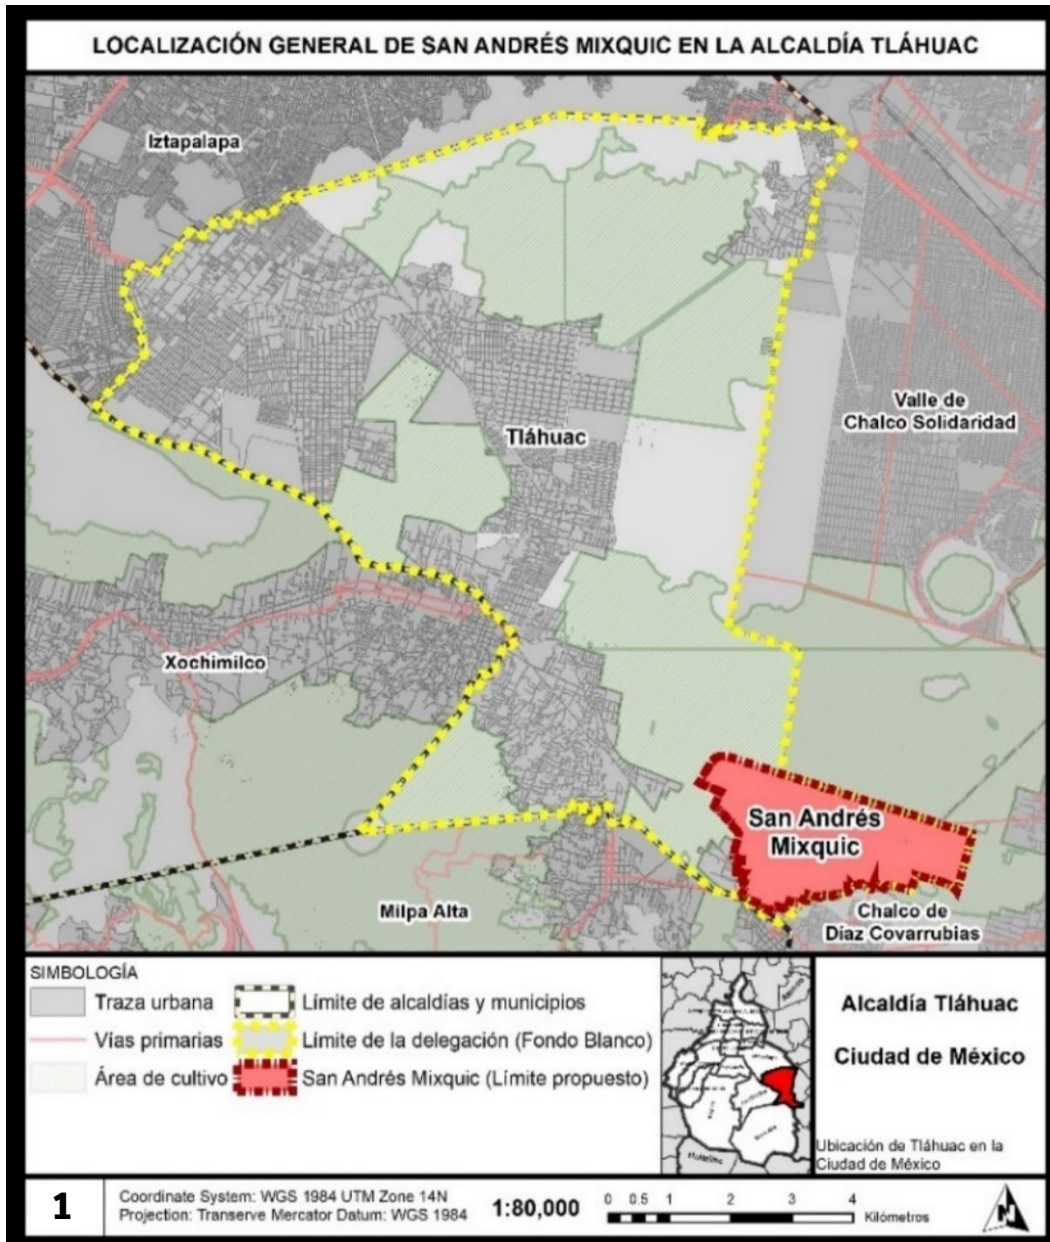 LOCALIZACIÓN GENERAL DE SAN ANDRÉS MIXQUIC EN LA ALCALDÍA TLÁHUAC
Iztapalapa
Valle de
Chalco Solidaridad
Tláhuac
Xochimilco
San Andrés
Mixquic
Milpa Alta
Chalco de
Díaz Covarrubias
SIMBOLOGÍA
Traza urbana
Límite de alcaldías y municipios
Vías primarias
Límite de la delegación (Fondo Blanco)
Área de cultivo
San Andrés Mixquic (Límite propuesto)
Alcaldía Tláhuac
Ciudad de México
Ubicación de Tláhuac en la
Ciudad de México
1
Coordinate System: WGS 1984 UTM Zone 14N
Projection: Transerve Mercator Datum: WGS 1984
1:80,000
0 0.5 1 2 3 4
Kilómetros
N